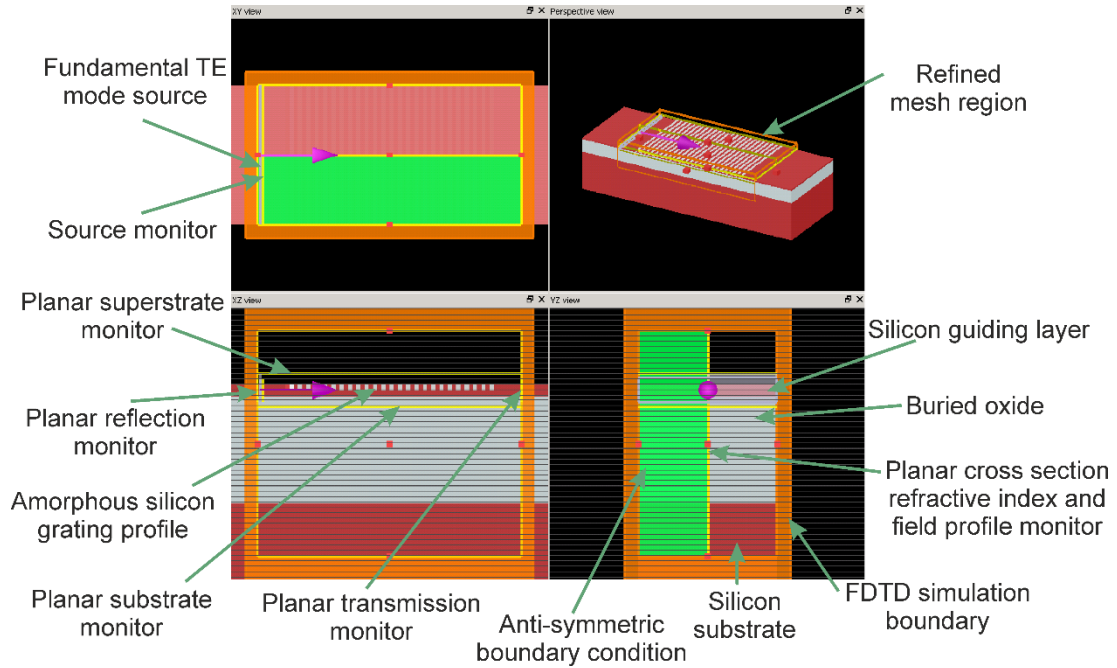 XY view
Perspective view
Fundamental TE
mode source
Refined
mesh region
Source monitor
XZ view
YZ view
Planar superstrate
monitor
Silicon guiding layer
Buried oxide
Planar reflection
monitor
Planar cross section
refractive index and
field profile monitor
Amorphous silicon
grating profile
Planar substrate
monitor
Planar transmission
monitor
Anti-symmetric
boundary condition
Silicon
substrate
FDTD simulation
boundary